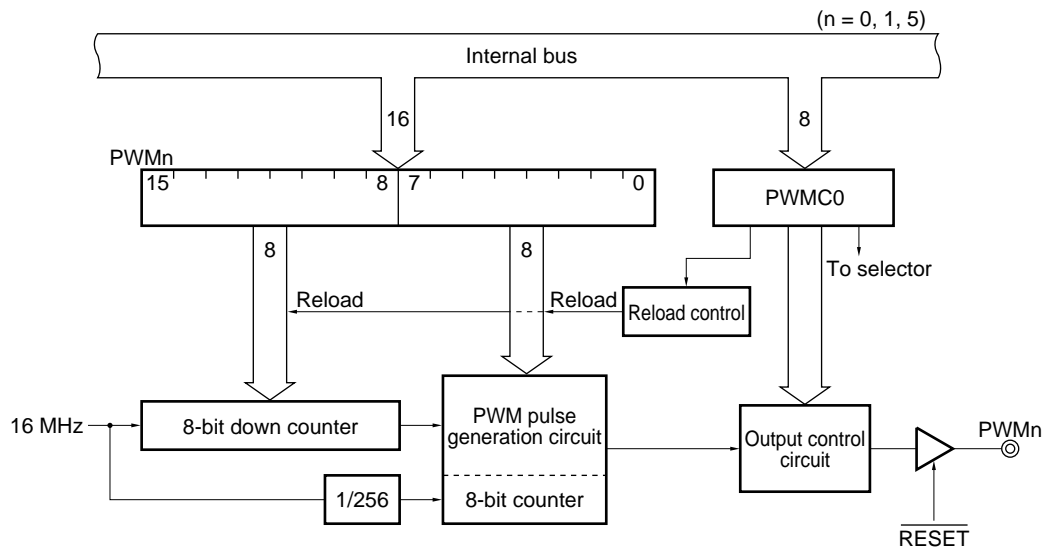 (n = 0, 1, 5)
Internal bus
16
8
PWMn
15
8
7
0
PWMC0
8
8
To selector
Reload
Reload
Reload control
16 MHz
8-bit down counter
PWM pulse
generation circuit
Output control
circuit
PWMn
1/256
8-bit counter
RESET